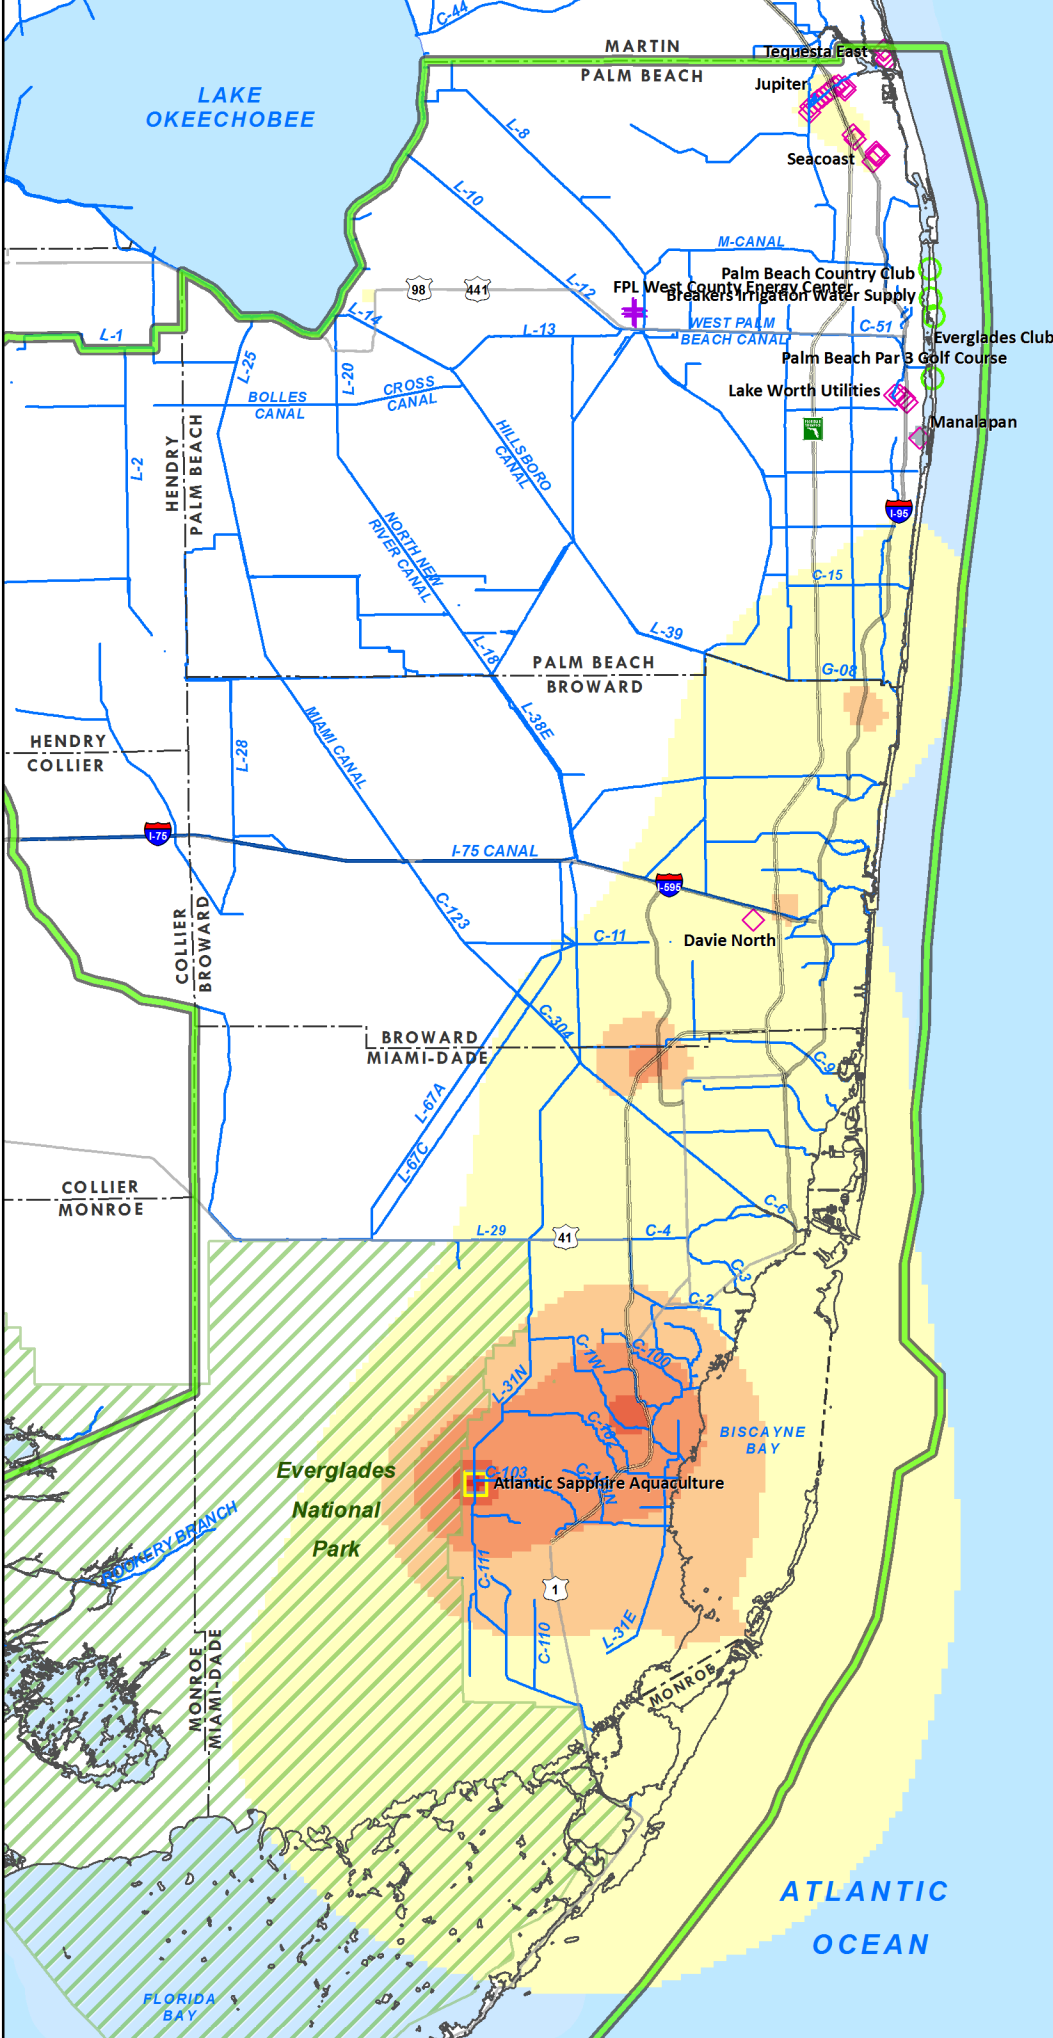 C-44
MARTIN
PALM BEACH
Tequesta East
LAKE
OKEECHOBEE
Jupiter
L-8
Seacoast
L-10
M-CANAL
Palm Beach Country Club
98
441
L-12
FPL West County Energy Center
Breakers Irrigation Water Supply
L-14
L-13
WEST PALM
BEACH CANAL
C-51
L-1
Everglades Club
Palm Beach Par 3 Golf Course
L-25
L-20
CROSS
CANAL
BOLLES
CANAL
Lake Worth Utilities
Manalapan
HENDRY
PALM BEACH
L-2
HILLSBORO
CANAL
I-95
NORTH NEW
RIVER CANAL
C-15
L-39
L-18
PALM BEACH
BROWARD
G-08
L-38E
MIAMI CANAL
HENDRY
COLLIER
L-28
I-75
I-75 CANAL
I-595
COLLIER
BROWARD
C-123
C-11
Davie North
C-304
BROWARD
MIAMI-DADE
C-9
L-67A
L-67C
COLLIER
MONROE
C-6
L-29
41
C-4
C-3
C-2
C-1W
C-100
L-31N
BISCAYNE
BAY
Everglades
National
Park
C-103
Atlantic Sapphire Aquaculture
ROOKERY BRANCH
C-111
1
C-110
L-31E
MONROE
MIAMI-DADE
MONROE
ATLANTIC
OCEAN
FLORIDA
BAY